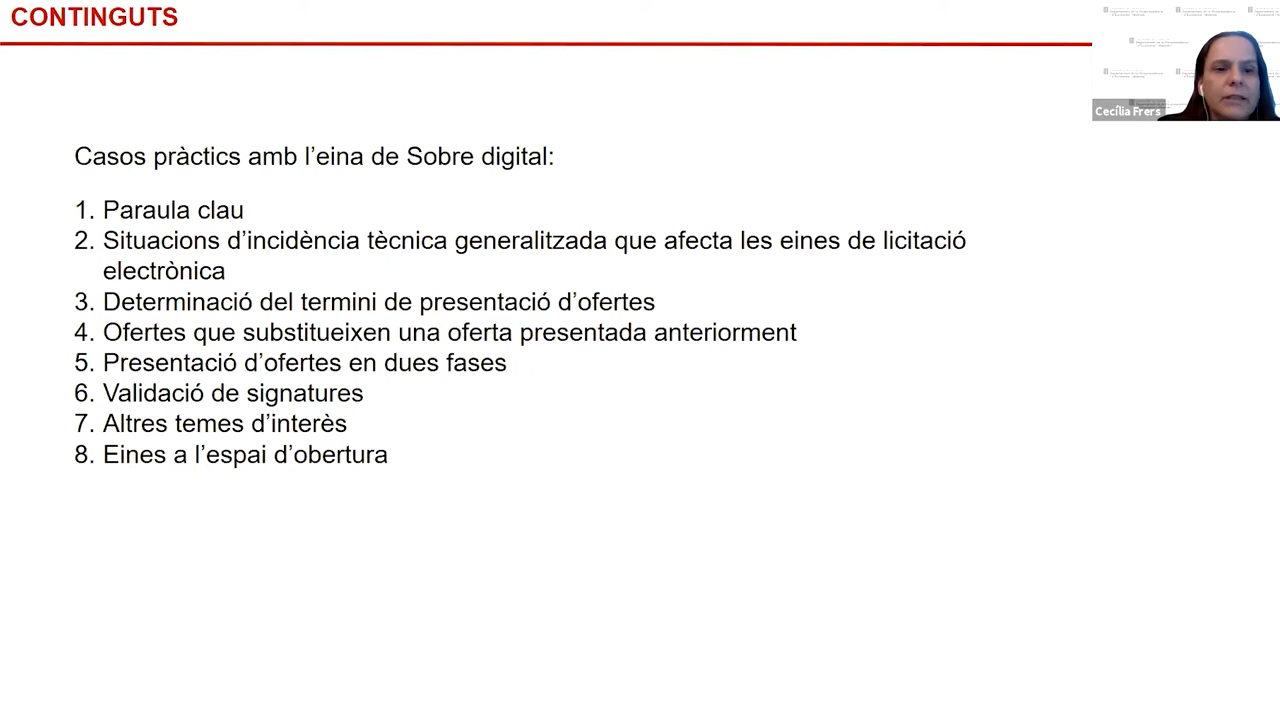 CONTINGUTS
Cecília Frers
Casos pràctics amb l’eina de Sobre digital:
1. Paraula clau
2. Situacions d’incidència tècnica generalitzada que afecta les eines de licitació
electrònica
3. Determinació del termini de presentació d’ofertes
4. Ofertes que substitueixen una oferta presentada anteriorment
5. Presentació d’ofertes en dues fases
6. Validació de signatures
7. Altres temes d’interès
8. Eines a l’espai d’obertura